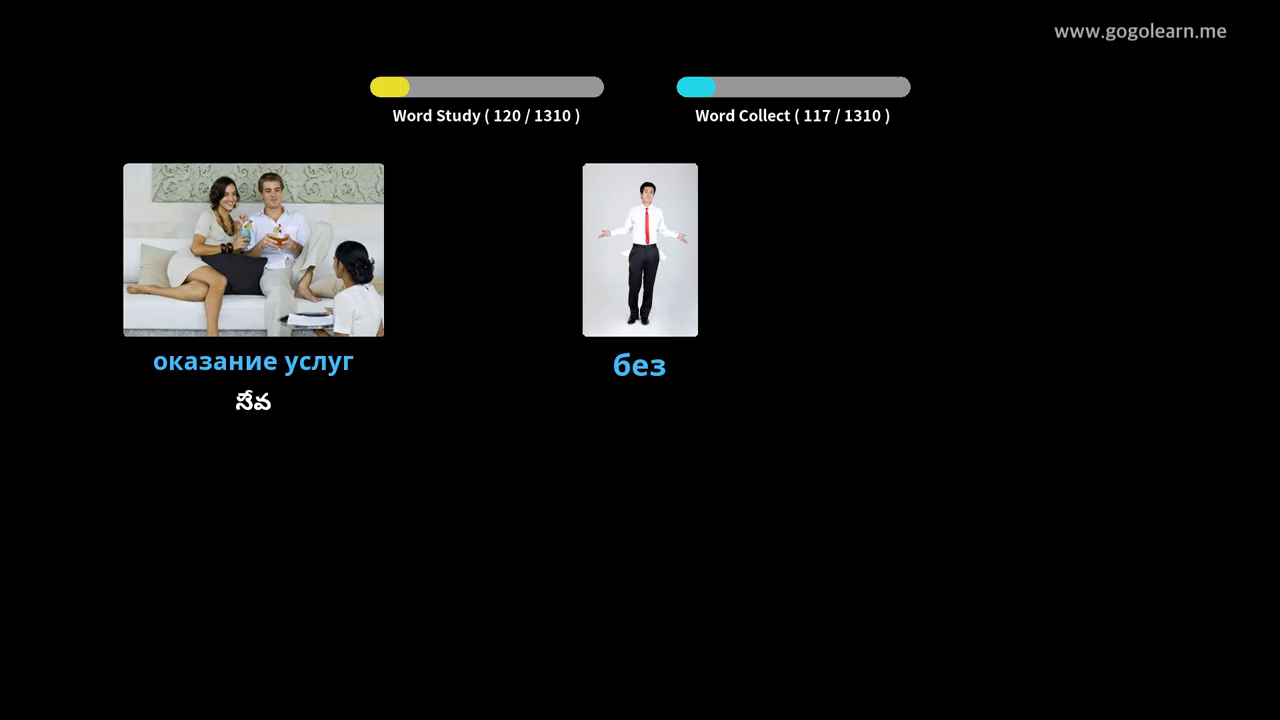 www.gogolearn.me
Word Study ( 120 / 1310 )
Word Collect ( 117 / 1310 )
оказание услуг
సేవ
без